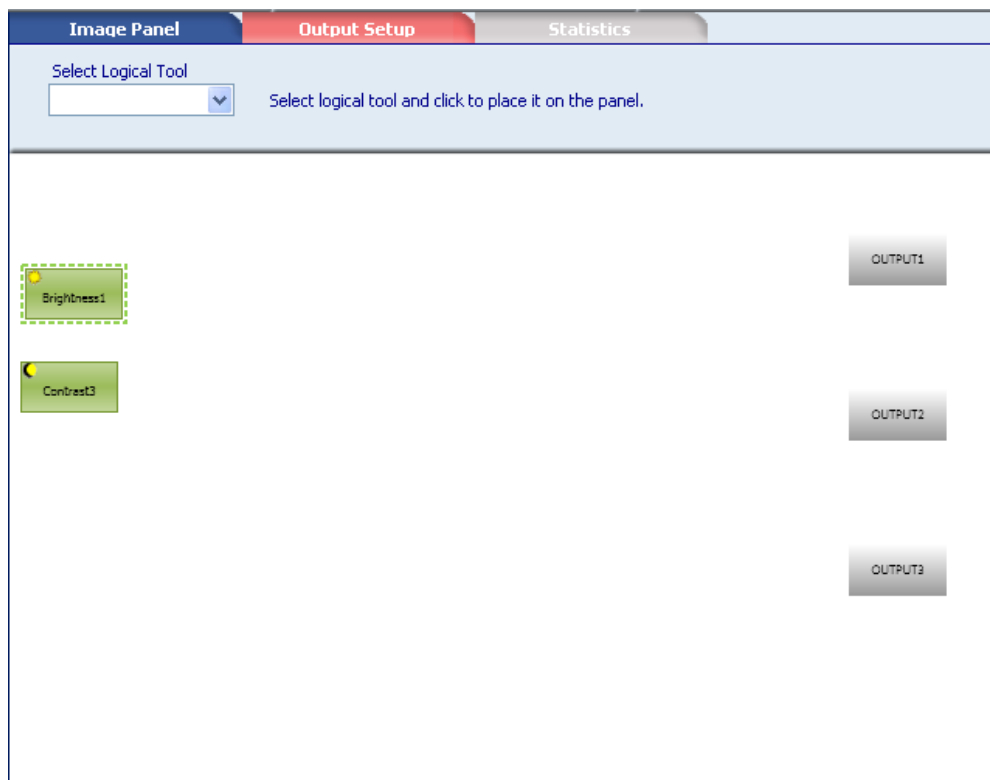 Image Panel Output Setup Statistics
Select Logical Tool
Select logical tool and click to place it on the panel.
OUTPUT1
Brightness1
Contrast3
OUTPUT2
OUTPUT3